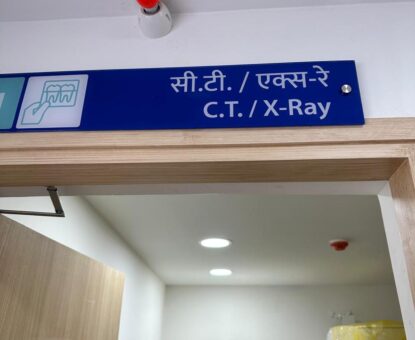 सी.टी. / एक्स-रे
C.T. / X-Ray